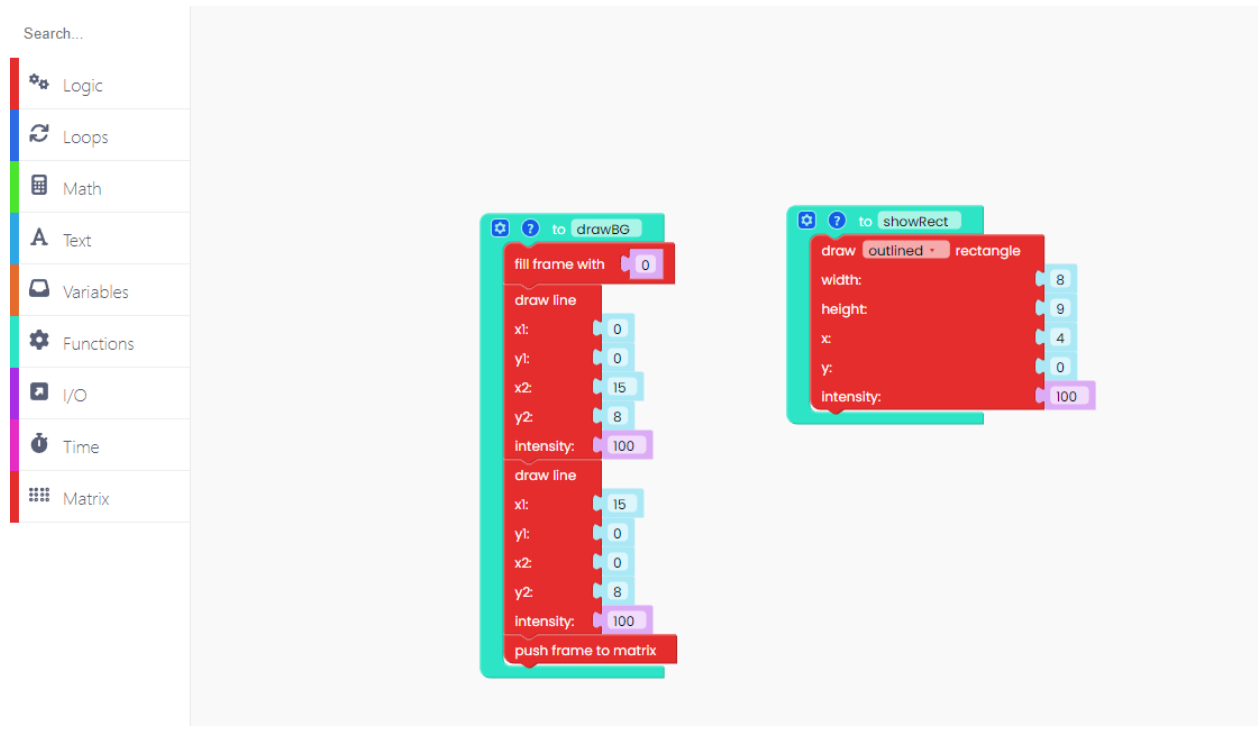 Search...
Logic
Loops
Math
Text
Variables
Functions
I/O
Time
Matrix
to drawBG
fill frame with 0
draw line
x1: 0
y1: 0
x2: 15
y2: 8
intensity: 100
draw line
x1: 15
y1: 0
x2: 0
y2: 8
intensity: 100
push frame to matrix
to showRect
draw outlined rectangle
width: 8
height: 9
x: 4
y: 0
intensity: 100